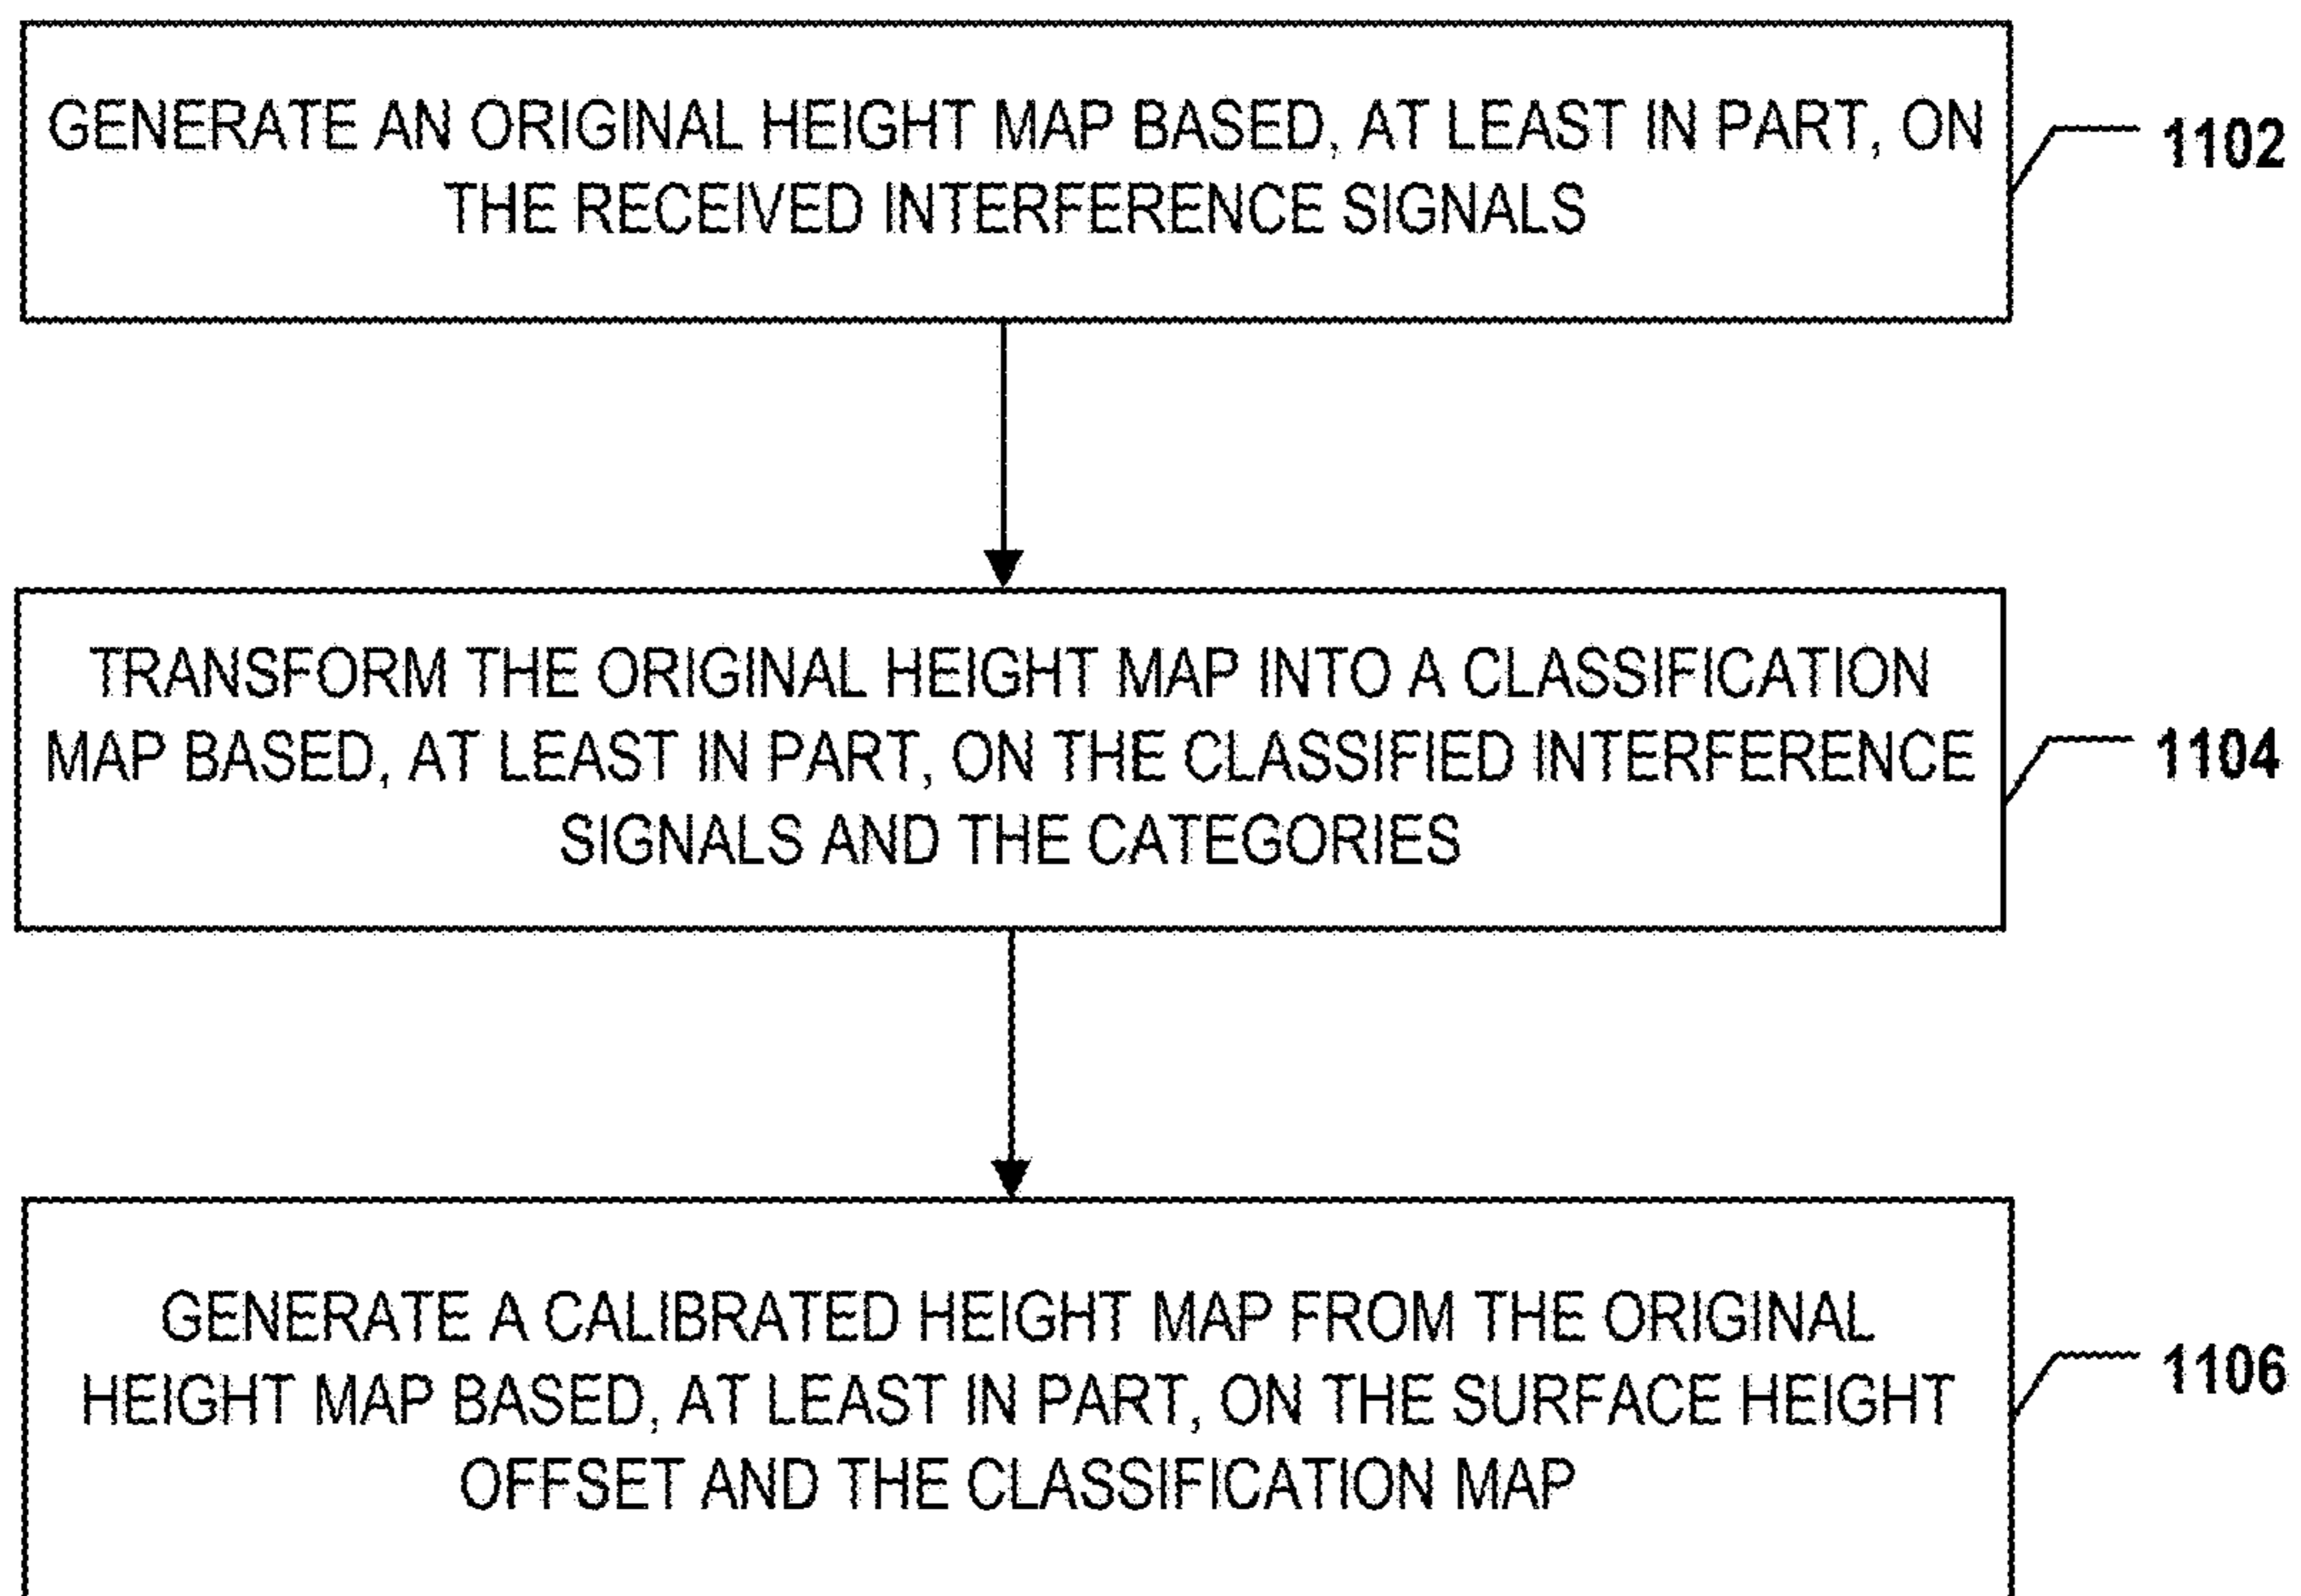 GENERATE AN ORIGINAL HEIGHT MAP BASED, AT LEAST IN PART, ON
THE RECEIVED INTERFERENCE SIGNALS
1102
TRANSFORM THE ORIGINAL HEIGHT MAP INTO A CLASSIFICATION
MAP BASED, AT LEAST IN PART, ON THE CLASSIFIED INTERFERENCE
SIGNALS AND THE CATEGORIES
1104
GENERATE A CALIBRATED HEIGHT MAP FROM THE ORIGINAL
HEIGHT MAP BASED, AT LEAST IN PART, ON THE SURFACE HEIGHT
OFFSET AND THE CLASSIFICATION MAP
1106